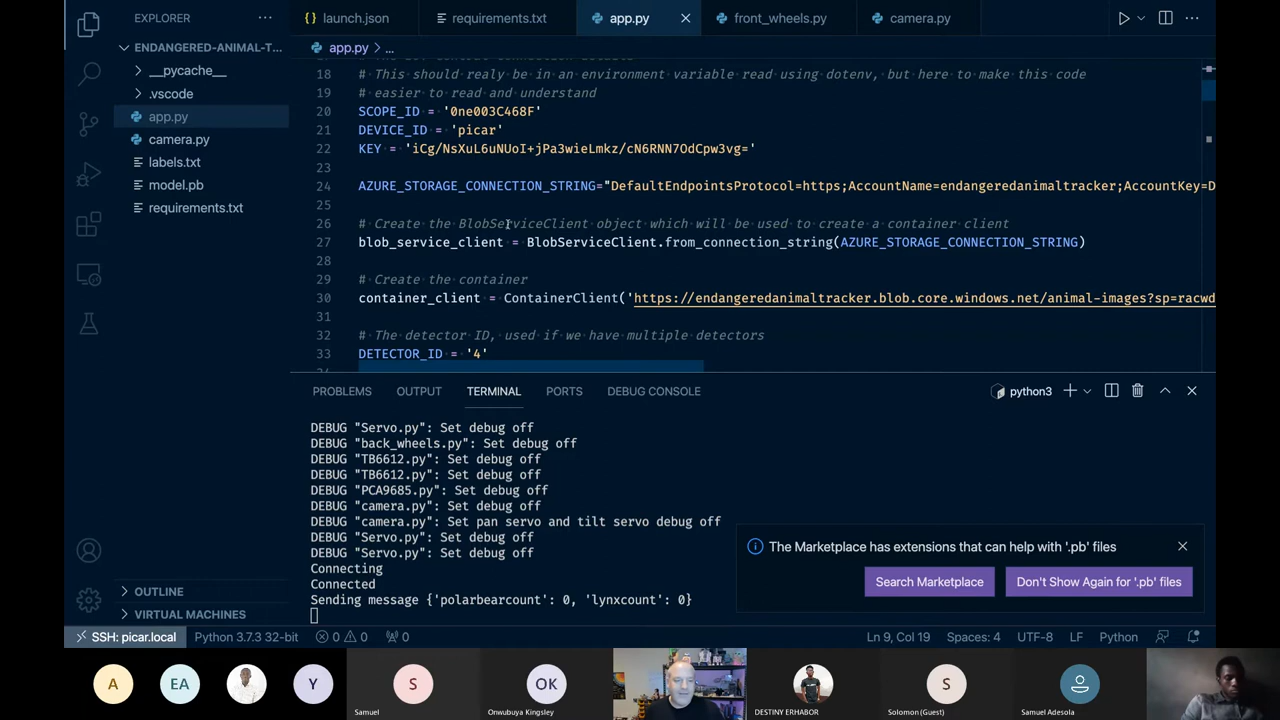 EXPLORER
ENDANGERED-ANIMAL-T...
__pycache__
.vscode
app.py
camera.py
labels.txt
model.pb
requirements.txt
OUTLINE
VIRTUAL MACHINES
launch.json
requirements.txt
app.py
front_wheels.py
camera.py
app.py > ...
18 # This should realy be in an environment variable read using dotenv, but here to make this code
19 # easier to read and understand
20 SCOPE_ID = '0ne003C468F'
21 DEVICE_ID = 'picar'
22 KEY = 'iCg/NsXuL6uNUoI+jPa3wieLmkz/cN6RNN7OdCpw3vg='
23
24 AZURE_STORAGE_CONNECTION_STRING="DefaultEndpointsProtocol=https;AccountName=endangeredanimaltracker;AccountKey=D
25
26 # Create the BlobServiceClient object which will be used to create a container client
27 blob_service_client = BlobServiceClient.from_connection_string(AZURE_STORAGE_CONNECTION_STRING)
28
29 # Create the container
30 container_client = ContainerClient('https://endangeredanimaltracker.blob.core.windows.net/animal-images?sp=racwd
31
32 # The detector ID, used if we have multiple detectors
33 DETECTOR_ID = '4'
PROBLEMS OUTPUT TERMINAL PORTS DEBUG CONSOLE
python3
DEBUG "Servo.py": Set debug off
DEBUG "back_wheels.py": Set debug off
DEBUG "TB6612.py": Set debug off
DEBUG "TB6612.py": Set debug off
DEBUG "PCA9685.py": Set debug off
DEBUG "camera.py": Set debug off
DEBUG "camera.py": Set pan servo and tilt servo debug off
DEBUG "Servo.py": Set debug off
DEBUG "Servo.py": Set debug off
Connecting
Connected
Sending message {'polarbearcount': 0, 'lynxcount': 0}
The Marketplace has extensions that can help with '.pb' files
Search Marketplace
Don't Show Again for '.pb' files
SSH: picar.local Python 3.7.3 32-bit 0 0 0 Ln 9, Col 19 Spaces: 4 UTF-8 LF Python
A
EA
Y
S
Samuel
OK
Onwubuya Kingsley
DESTINY ERHABOR
S
Solomon (Guest)
Samuel Adesola